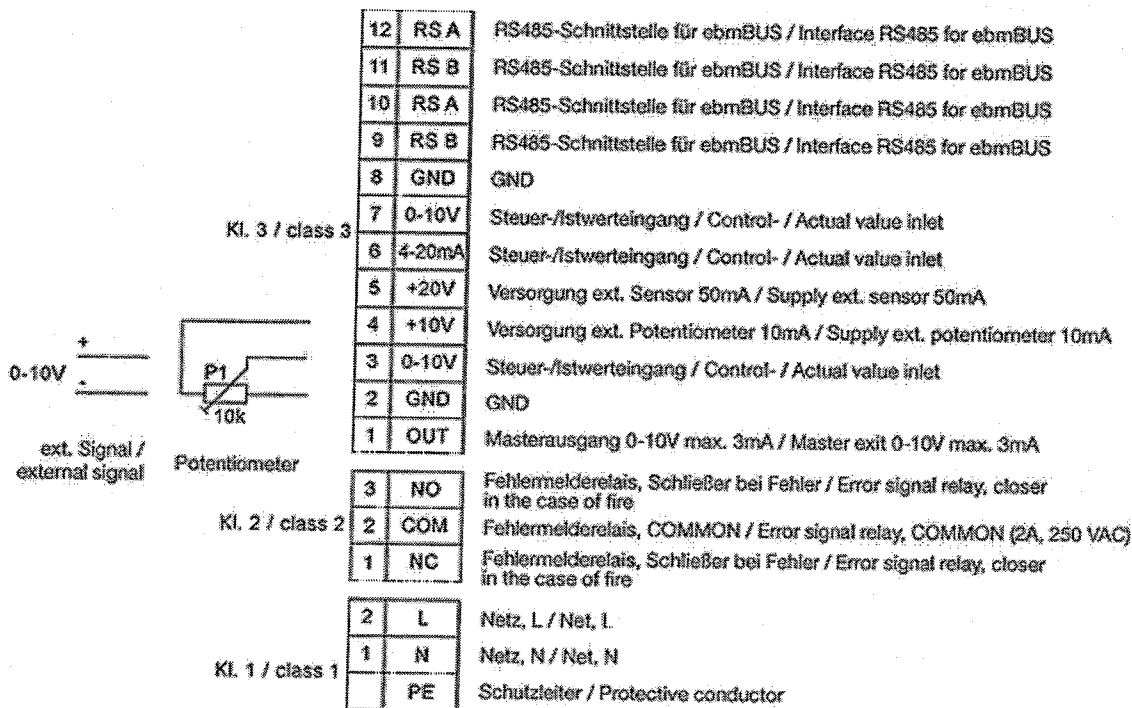 12 RS A RS485-Schnittstelle für ebmBUS / Interface RS485 for ebmBUS
11 RS B RS485-Schnittstelle für ebmBUS / Interface RS485 for ebmBUS
10 RS A RS485-Schnittstelle für ebmBUS / Interface RS485 for ebmBUS
9 RS B RS485-Schnittstelle für ebmBUS / Interface RS485 for ebmBUS
8 GND GND
Kl. 3 / class 3
7 0-10V Steuer-/Istwerteingang / Control- / Actual value inlet
6 4-20mA Steuer-/Istwerteingang / Control- / Actual value inlet
5 +20V Versorgung ext. Sensor 50mA / Supply ext. sensor 50mA
4 +10V Versorgung ext. Potentiometer 10mA / Supply ext. potentiometer 10mA
3 0-10V Steuer-/Istwerteingang / Control- / Actual value inlet
2 GND GND
1 OUT Masterausgang 0-10V max. 3mA / Master exit 0-10V max. 3mA
+
0-10V
-
P1
10k
ext. Signal /
external signal
Potentiometer
3 NO Fehlermelderelais, Schließer bei Fehler / Error signal relay, closer
in the case of fire
Kl. 2 / class 2
2 COM Fehlermelderelais, COMMON / Error signal relay, COMMON (2A, 250 VAC)
1 NC Fehlermelderelais, Schließer bei Fehler / Error signal relay, closer
in the case of fire
2 L Netz, L / Net, L
Kl. 1 / class 1
1 N Netz, N / Net, N
PE Schutzleiter / Protective conductor